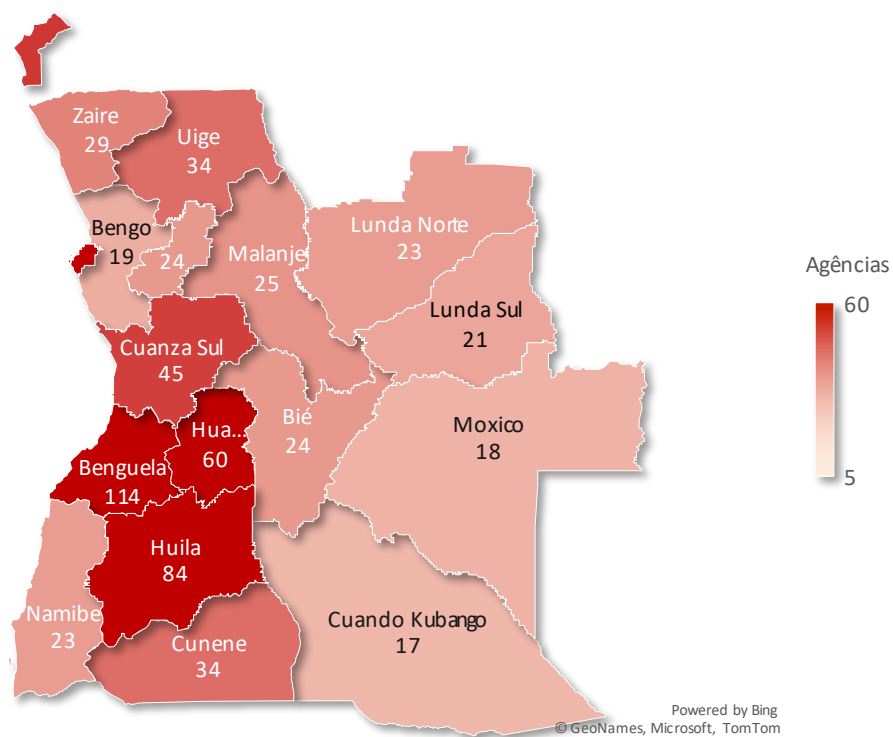 Zaire
29
Uige
34
Bengo
19
24
Malanje
25
Lunda Norte
23
Lunda Sul
21
Cuanza Sul
45
Hua...
60
Bié
24
Moxico
18
Benguela
114
Huila
84
Namibe
23
Cunene
34
Cuando Kubango
17
Agências
60
5
Powered by Bing
© GeoNames, Microsoft, TomTom